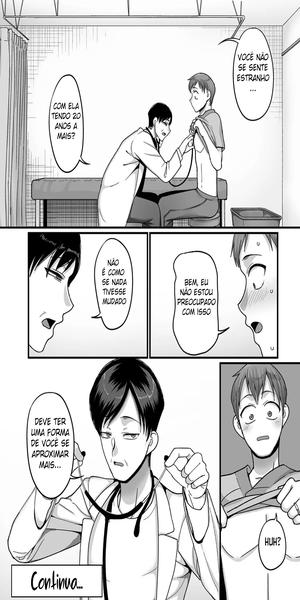 VOCÊ NÃO
SE SENTE
ESTRANHO
...
COM ELA
TENDO 20
ANOS A
MAIS?
NÃO
É COMO
SE NADA
TIVESSE
MUDADO
BEM, EU
NÃO ESTOU
PREOCUPADO
COM ISSO
DEVE TER
UMA FORMA
DE VOCÊ SE
APROXIMAR
MAIS...
HUH?
Continua...